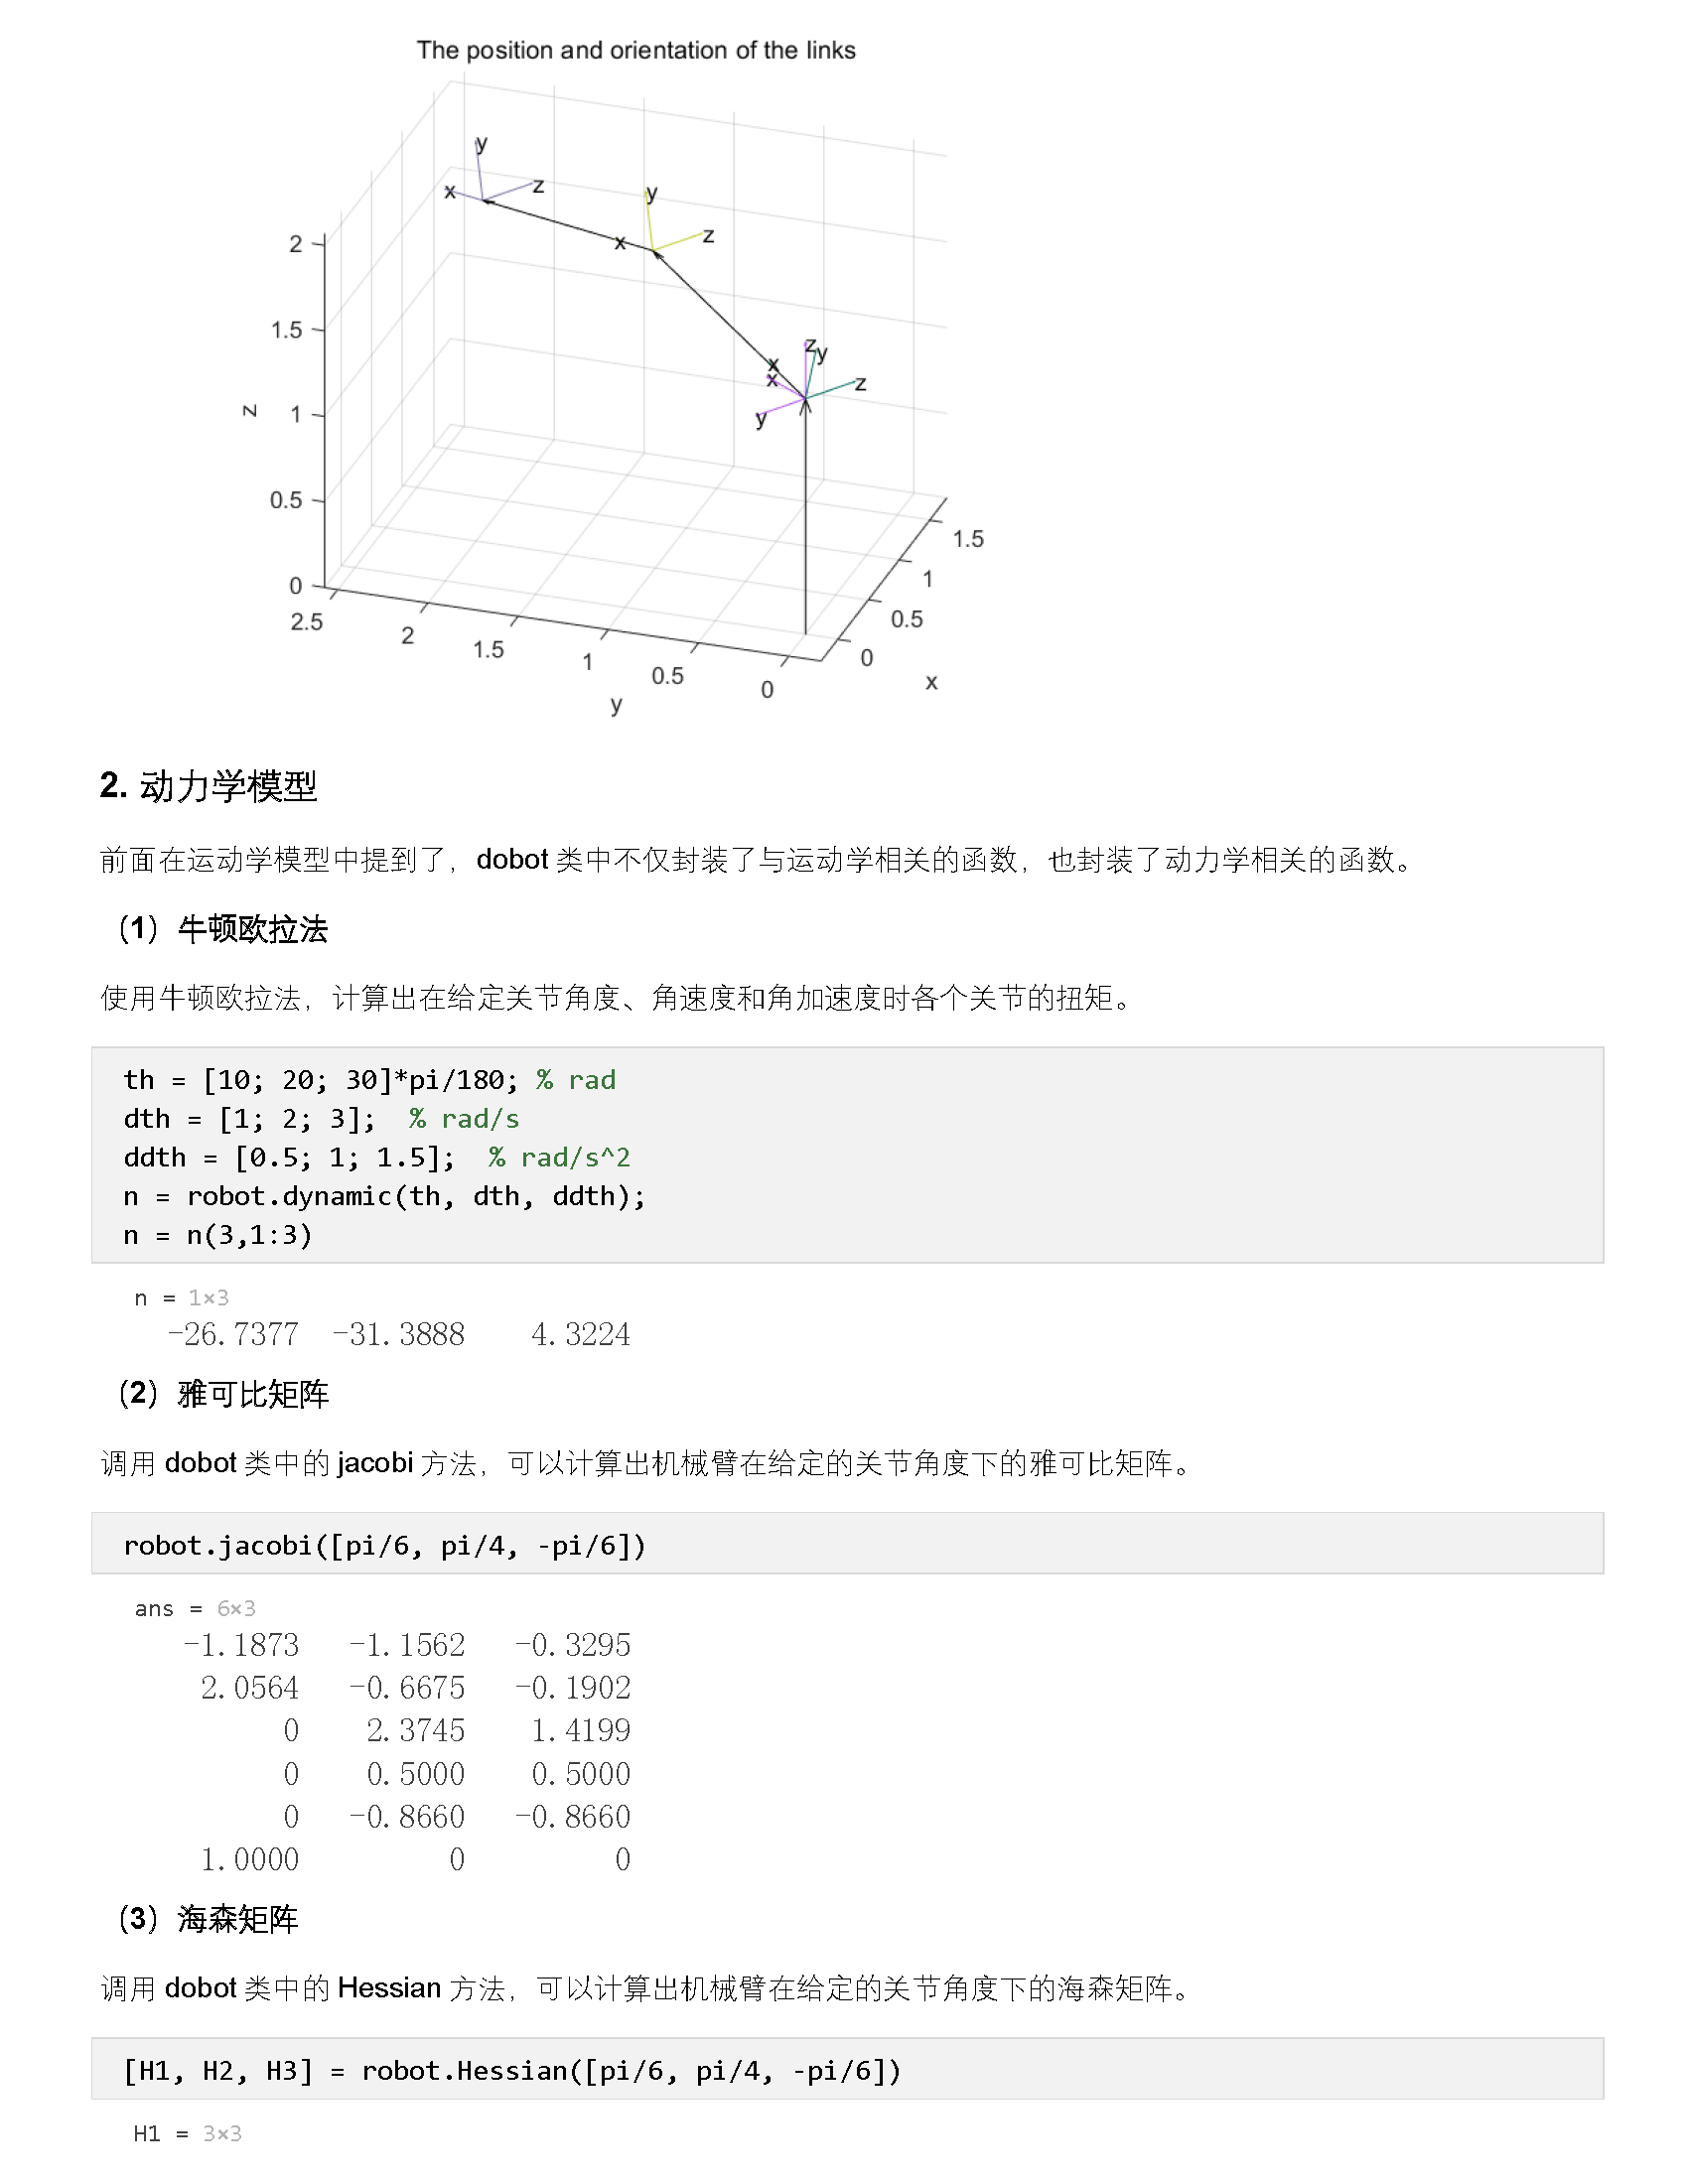 The position and orientation of the links
y
x
z
y
x
z
z
y
x
x
z
y
2
1.5
1
0.5
0
z
2.5
2
1.5
1
0.5
0
y
1.5
1
0.5
0
x
2. 动力学模型
前面在运动学模型中提到了，dobot 类中不仅封装了与运动学相关的函数，也封装了动力学相关的函数。
（1）牛顿欧拉法
使用牛顿欧拉法，计算出在给定关节角度、角速度和角加速度时各个关节的扭矩。
th = [10; 20; 30]*pi/180; % rad
dth = [1; 2; 3];  % rad/s
ddth = [0.5; 1; 1.5];  % rad/s^2
n = robot.dynamic(th, dth, ddth);
n = n(3,1:3)
n = 1×3
-26.7377 -31.3888 4.3224
（2）雅可比矩阵
调用 dobot 类中的 jacobi 方法，可以计算出机械臂在给定的关节角度下的雅可比矩阵。
robot.jacobi([pi/6, pi/4, -pi/6])
ans = 6×3
-1.1873 -1.1562 -0.3295
2.0564 -0.6675 -0.1902
0 2.3745 1.4199
0 0.5000 0.5000
0 -0.8660 -0.8660
1.0000 0 0
（3）海森矩阵
调用 dobot 类中的 Hessian 方法，可以计算出机械臂在给定的关节角度下的海森矩阵。
[H1, H2, H3] = robot.Hessian([pi/6, pi/4, -pi/6])
H1 = 3×3